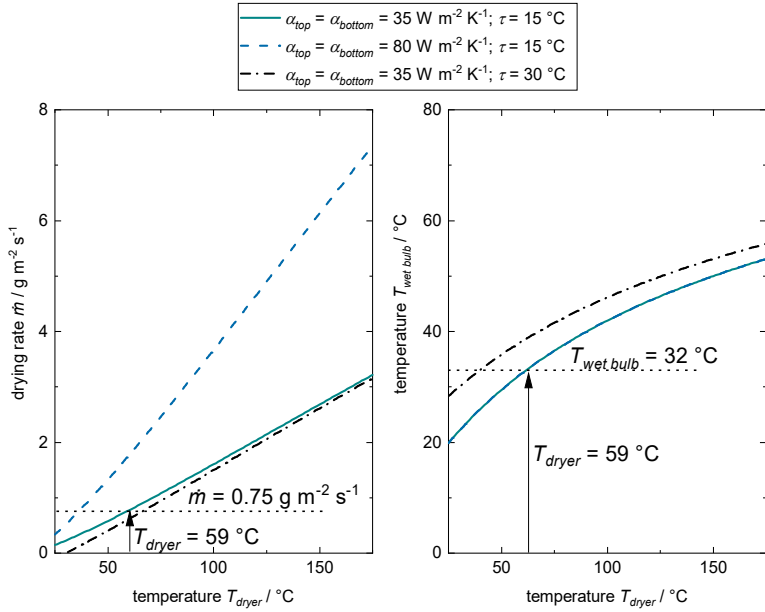 α_top = α_bottom = 35 W m⁻² K⁻¹; τ = 15 °C
α_top = α_bottom = 80 W m⁻² K⁻¹; τ = 15 °C
α_top = α_bottom = 35 W m⁻² K⁻¹; τ = 30 °C
8
6
4
2
0
drying rate ṁ / g m⁻² s⁻¹
ṁ = 0.75 g m⁻² s⁻¹
T_dryer = 59 °C
50
100
150
temperature T_dryer / °C
80
60
40
20
0
temperature T_wet bulb / °C
T_wet bulb = 32 °C
T_dryer = 59 °C
50
100
150
temperature T_dryer / °C